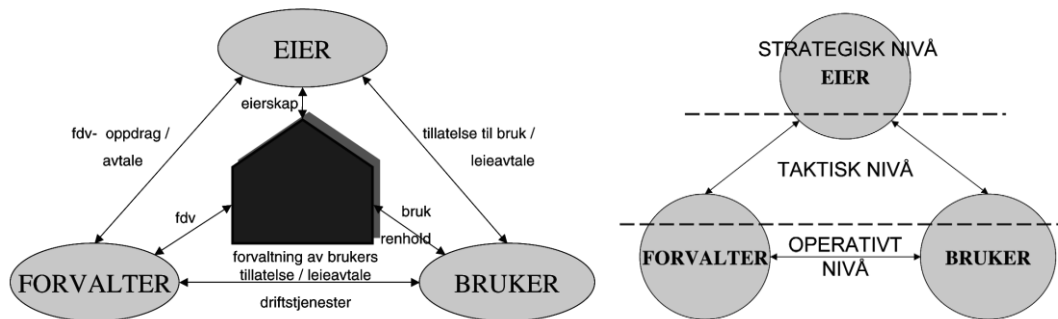 EIER
eierskap
fdv- oppdrag /
avtale
tillatelse til bruk /
leieavtale
fdv
bruk
renhold
forvaltning av brukers
tillatelse / leieavtale
driftstjenester
FORVALTER
BRUKER
STRATEGISK NIVÅ
EIER
TAKTISK NIVÅ
OPERATIVT
NIVÅ
FORVALTER
BRUKER